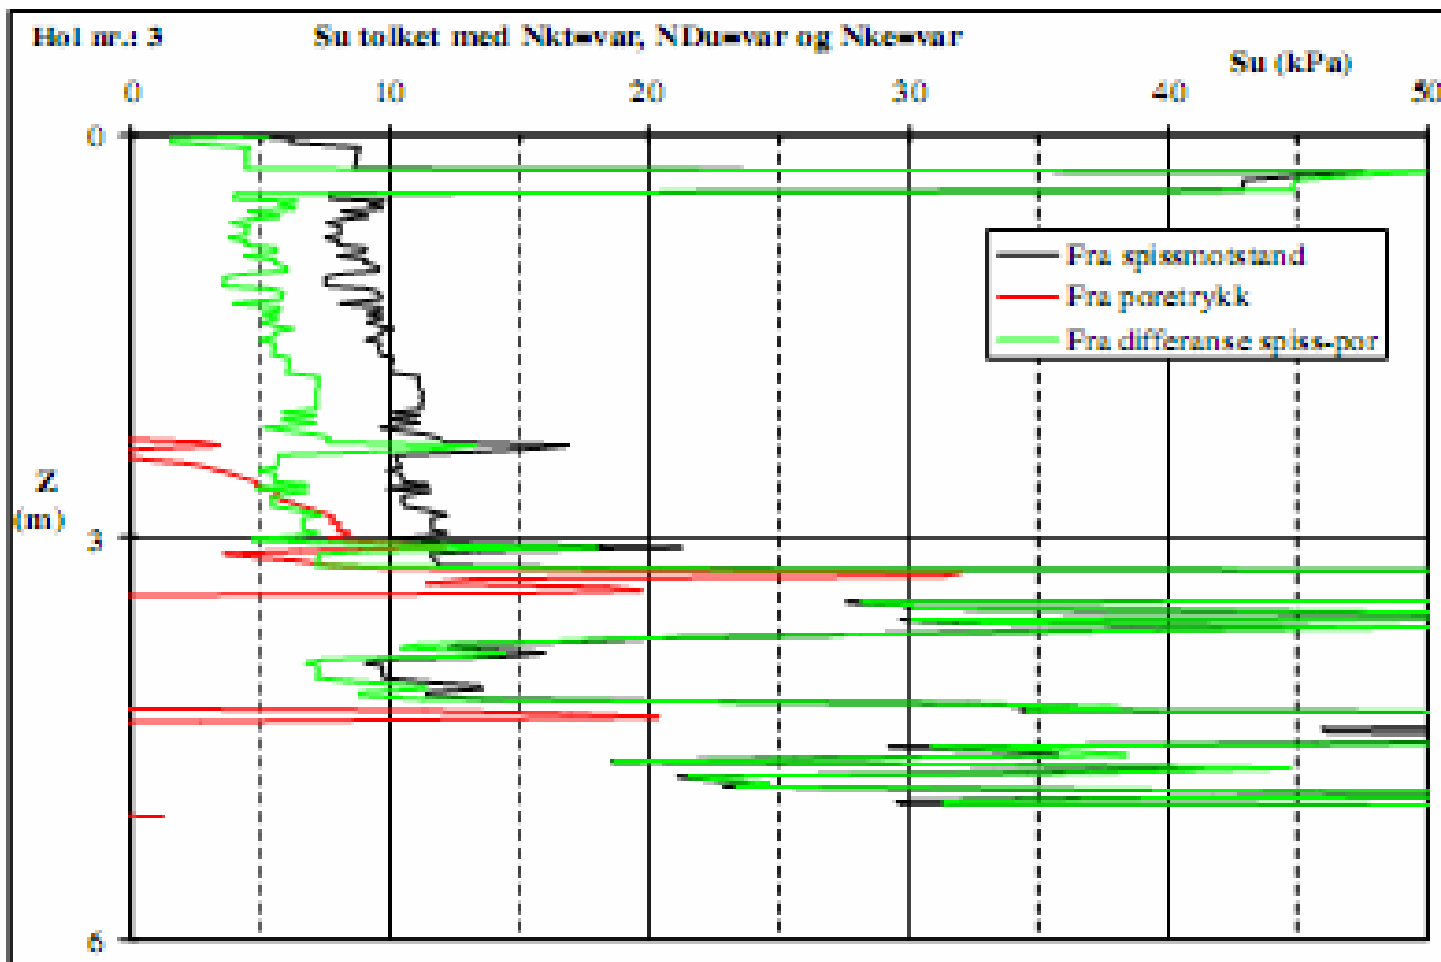 Hol nr.: 3 Su tolket med Nkt=var, NDu=var og Nke=var
Su (kPa)
0 10 20 30 40 50
0
Fra spissmotstand
Fra poretrykk
Fra differanse spiss-por
Z
(m)
3
6